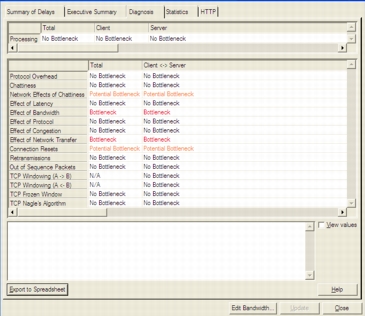 Summary of Delays Executive Summary Diagnosis Statistics HTTP
Total Client Server
Processing No Bottleneck No Bottleneck No Bottleneck
Total Client <-> Server
Protocol Overhead No Bottleneck No Bottleneck
Chattiness No Bottleneck No Bottleneck
Network Effects of Chattiness Potential Bottleneck Potential Bottleneck
Effect of Latency No Bottleneck No Bottleneck
Effect of Bandwidth Bottleneck Bottleneck
Effect of Protocol No Bottleneck No Bottleneck
Effect of Congestion No Bottleneck No Bottleneck
Effect of Network Transfer Bottleneck Bottleneck
Connection Resets Potential Bottleneck Potential Bottleneck
Retransmissions No Bottleneck No Bottleneck
Out of Sequence Packets No Bottleneck No Bottleneck
TCP Windowing (A -> B) N/A No Bottleneck
TCP Windowing (A <- B) N/A No Bottleneck
TCP Frozen Window No Bottleneck No Bottleneck
TCP Nagle's Algorithm No Bottleneck No Bottleneck
View values
Export to Spreadsheet Help
Edit Bandwidth... Update Close